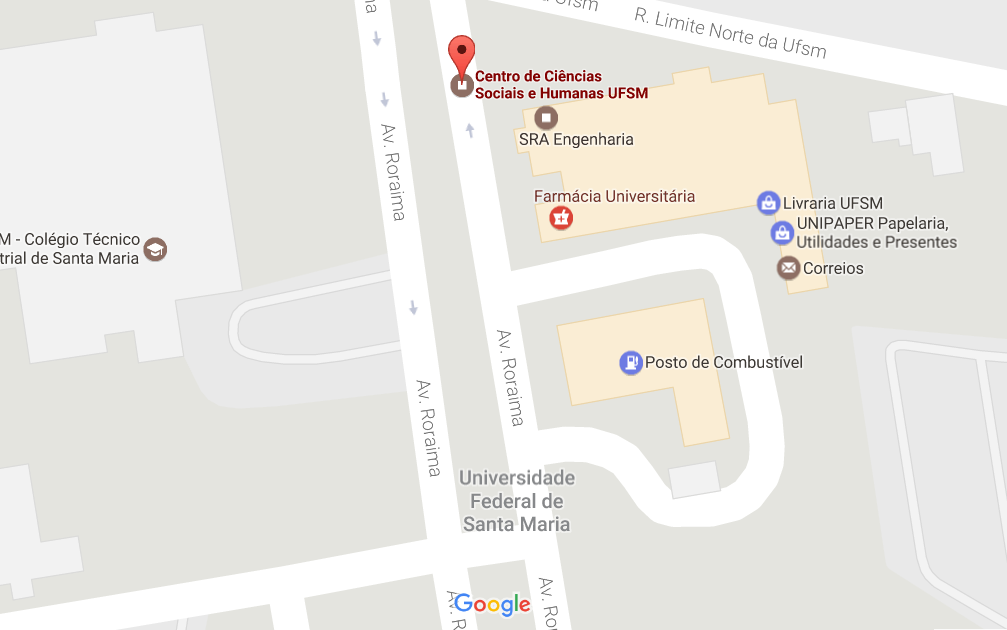 Ufsm
R. Limite Norte da Ufsm
Centro de Ciências
Sociais e Humanas UFSM
SRA Engenharia
Av. Roraima
Farmácia Universitária
Livraria UFSM
UNIPAPER Papelaria,
Utilidades e Presentes
M - Colégio Técnico
trial de Santa Maria
Correios
Av. Roraima
Posto de Combustível
Av. Roraima
Universidade
Federal de
Santa Maria
Google